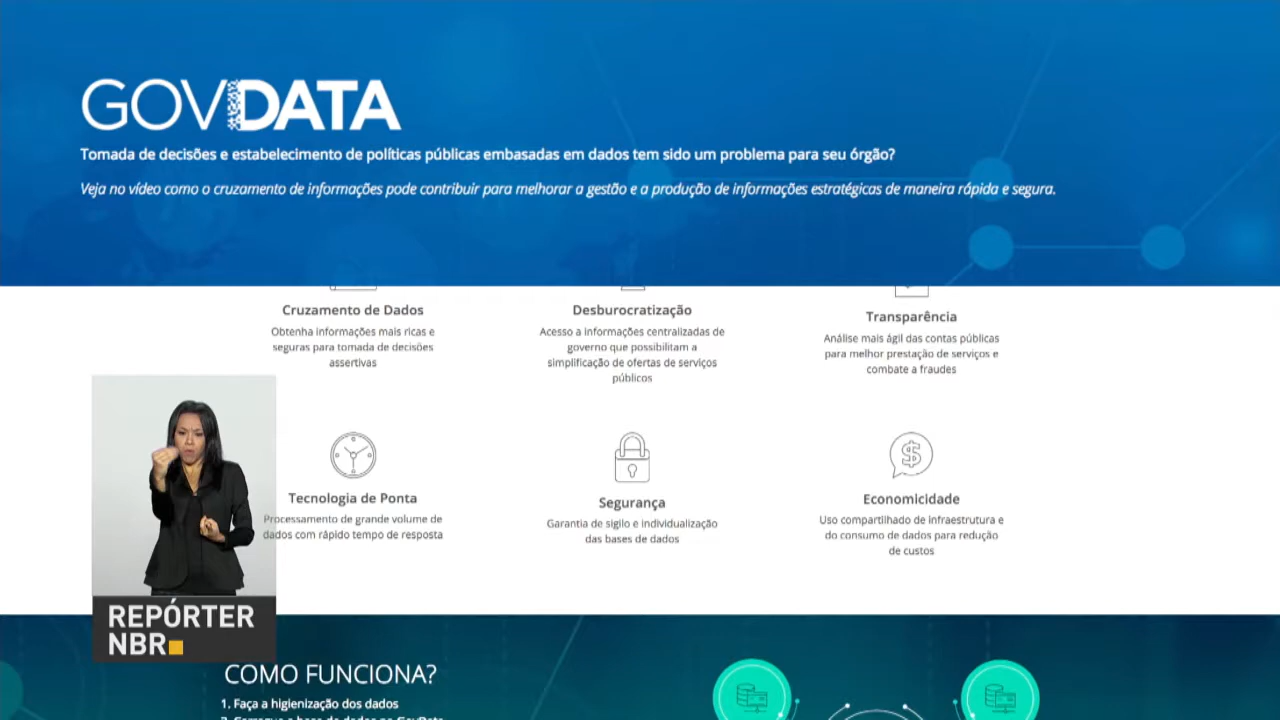 GOVDATA
Tomada de decisões e estabelecimento de políticas públicas embasadas em dados tem sido um problema para seu órgão?
Veja no vídeo como o cruzamento de informações pode contribuir para melhorar a gestão e a produção de informações estratégicas de maneira rápida e segura.
Cruzamento de Dados
Obtenha informações mais ricas e
seguras para tomada de decisões
assertivas
Desburocratização
Acesso a informações centralizadas de
governo que possibilitam a
simplificação de ofertas de serviços
públicos
Transparência
Análise mais ágil das contas públicas
para melhor prestação de serviços e
combate a fraudes
Tecnologia de Ponta
Processamento de grande volume de
dados com rápido tempo de resposta
Segurança
Garantia de sigilo e individualização
das bases de dados
Economicidade
Uso compartilhado de infraestrutura e
do consumo de dados para redução
de custos
REPÓRTER
NBR
COMO FUNCIONA?
1. Faça a higienização dos dados